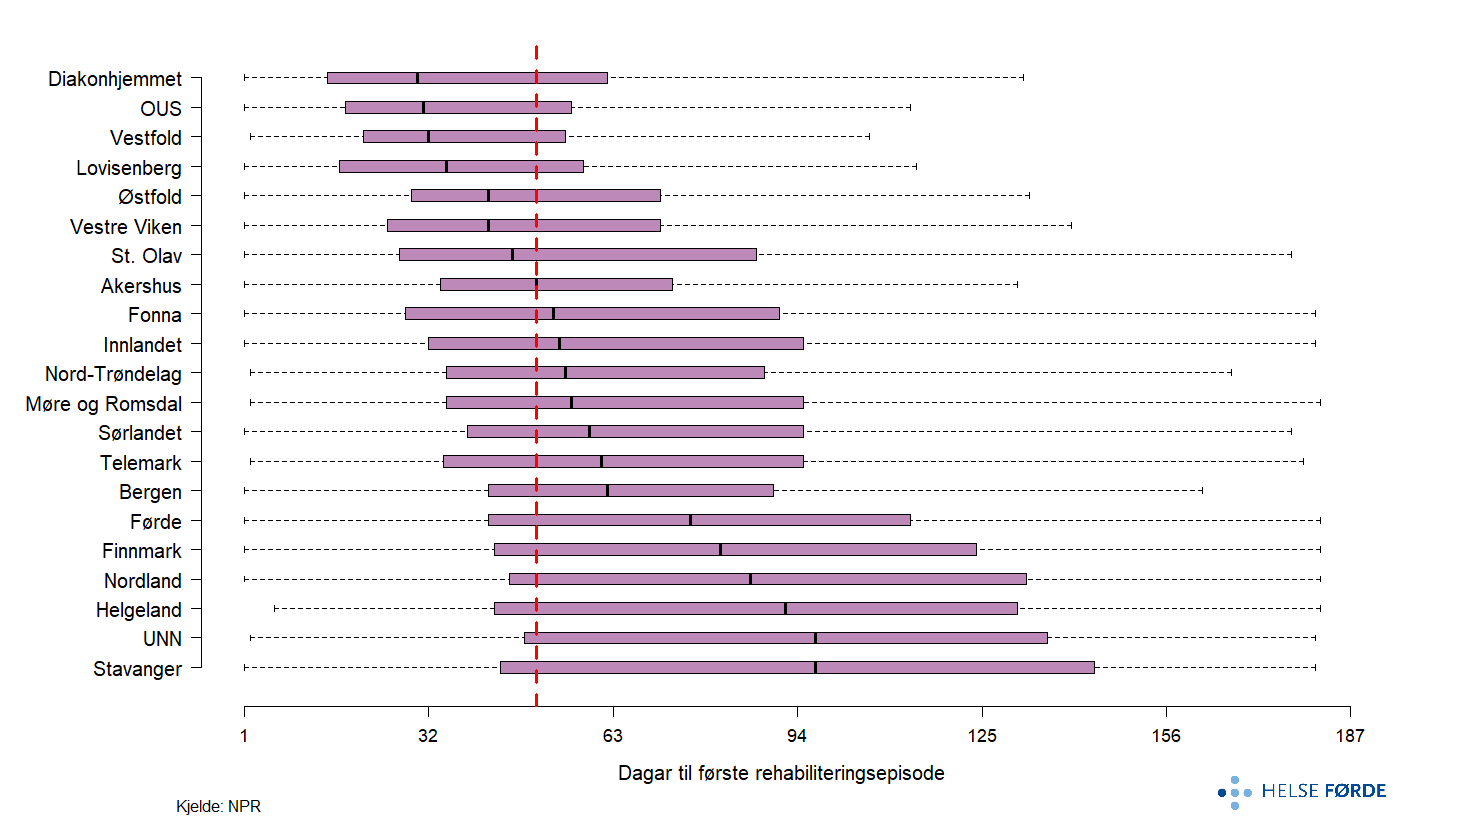 Diakonhjemmet
OUS
Vestfold
Lovisenberg
Østfold
Vestre Viken
St. Olav
Akershus
Fonna
Innlandet
Nord-Trøndelag
Møre og Romsdal
Sørlandet
Telemark
Bergen
Førde
Finnmark
Nordland
Helgeland
UNN
Stavanger
1 32 63 94 125 156 187
Dagar til første rehabiliteringsepisode
HELSE FØRDE
Kjelde: NPR